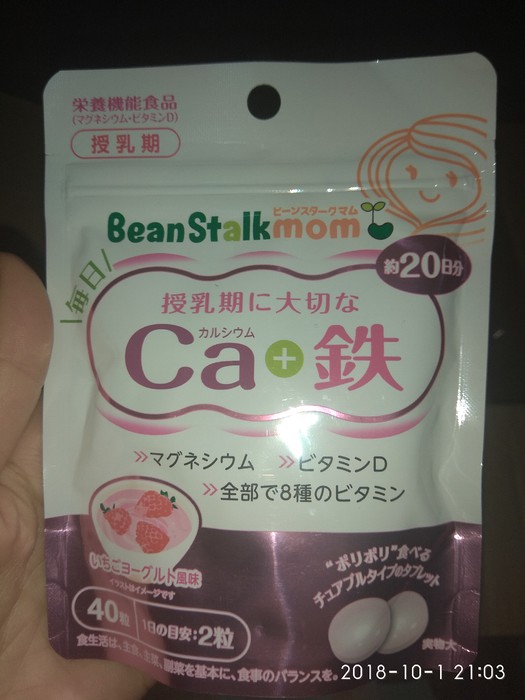 栄養機能食品
(マグネシウム・ビタミンD)
授乳期
ビーンスタークマム
BeanStalk mom
毎日
約20日分
授乳期に大切な
カルシウム
Ca+鉄
»マグネシウム »ビタミンD
»全部で8種のビタミン
いちごヨーグルト風味
イラストはイメージです
"ポリポリ"食べる
チュアブルタイプのタブレット
40粒 1日の目安:2粒
実物大
食生活は、主食、主菜、副菜を基本に、食事のバランスを。
2018-10-1 21:03